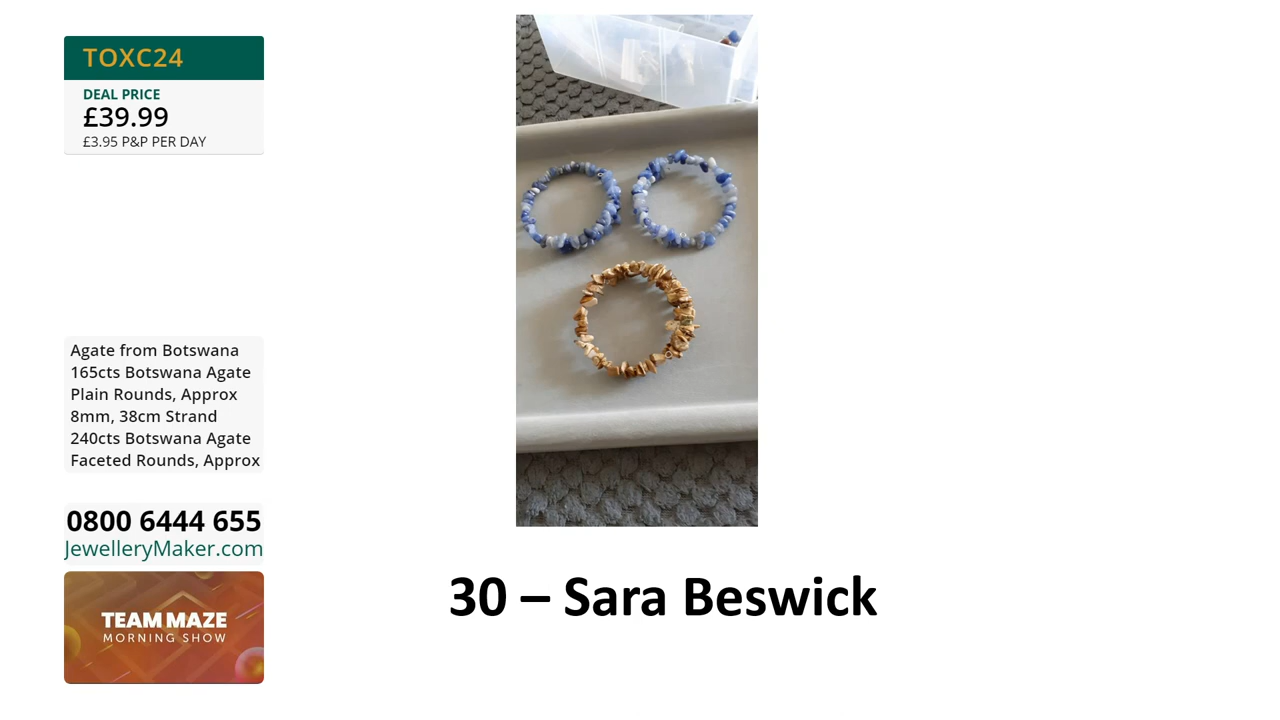 TOXC24
DEAL PRICE
£39.99
£3.95 P&P PER DAY
Agate from Botswana
165cts Botswana Agate
Plain Rounds, Approx
8mm, 38cm Strand
240cts Botswana Agate
Faceted Rounds, Approx
0800 6444 655
JewelleryMaker.com
TEAM MAZE
MORNING SHOW
30 – Sara Beswick